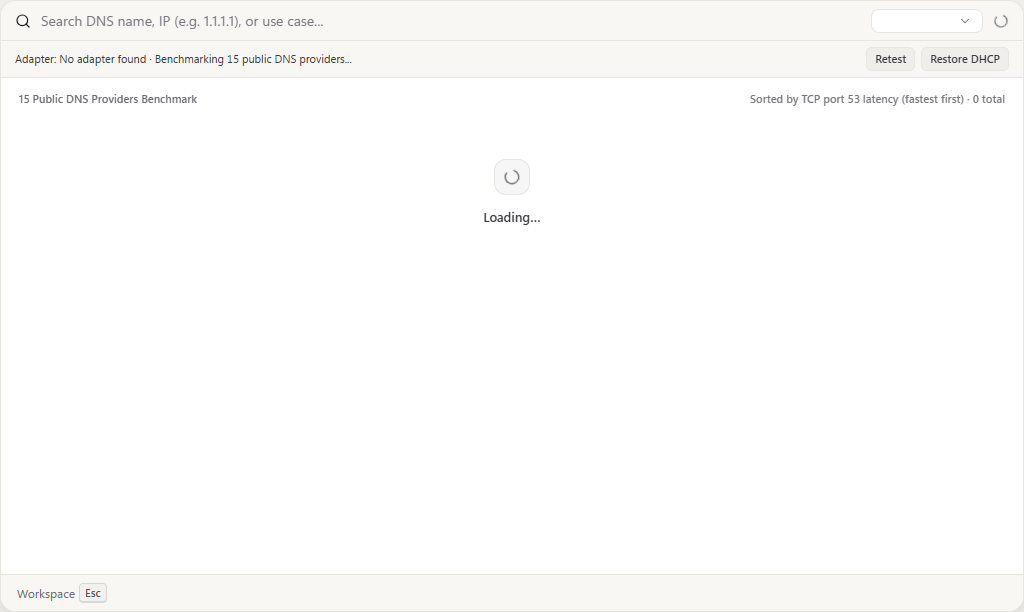 Search DNS name, IP (e.g. 1.1.1.1), or use case...
Adapter: No adapter found · Benchmarking 15 public DNS providers...
Retest
Restore DHCP
15 Public DNS Providers Benchmark
Sorted by TCP port 53 latency (fastest first) · 0 total
Loading...
Workspace Esc